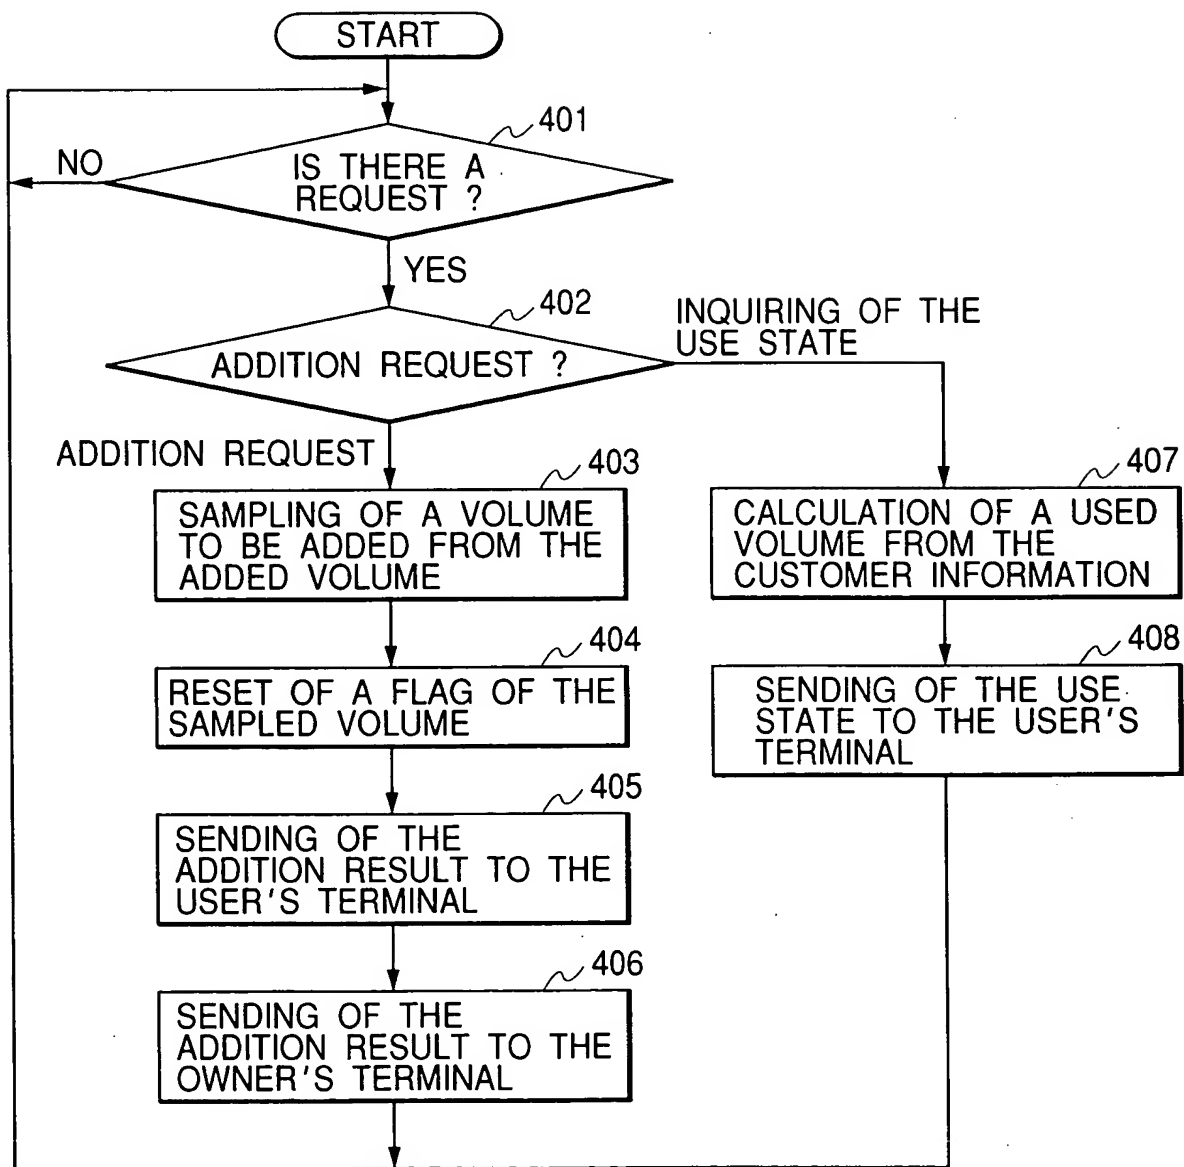 START
401
IS THERE A
REQUEST ?
NO
YES
402
ADDITION REQUEST ?
INQUIRING OF THE
USE STATE
ADDITION REQUEST
403
SAMPLING OF A VOLUME
TO BE ADDED FROM THE
ADDED VOLUME
404
RESET OF A FLAG OF THE
SAMPLED VOLUME
405
SENDING OF THE
ADDITION RESULT TO THE
USER'S TERMINAL
406
SENDING OF THE
ADDITION RESULT TO THE
OWNER'S TERMINAL
407
CALCULATION OF A USED
VOLUME FROM THE
CUSTOMER INFORMATION
408
SENDING OF THE USE
STATE TO THE USER'S
TERMINAL